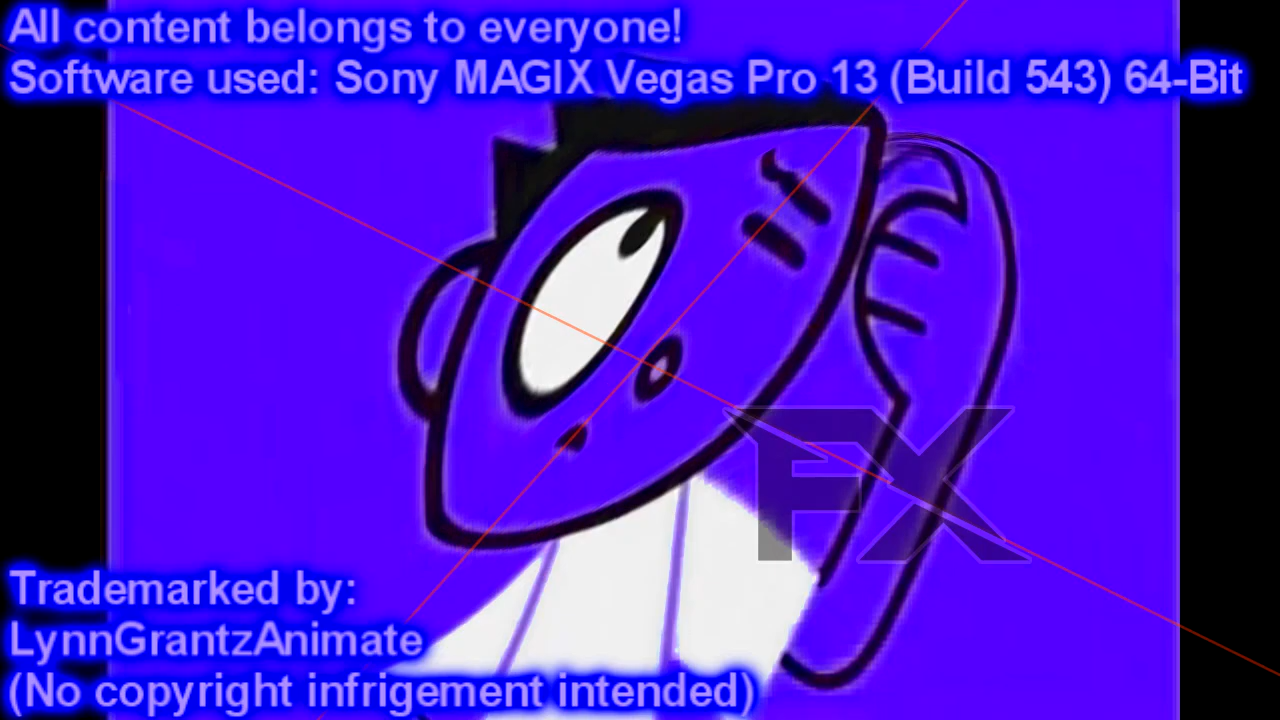 All content belongs to everyone!
Software used: Sony MAGIX Vegas Pro 13 (Build 543) 64-Bit
FX
Trademarked by:
LynnGrantzAnimate
(No copyright infrigement intended)